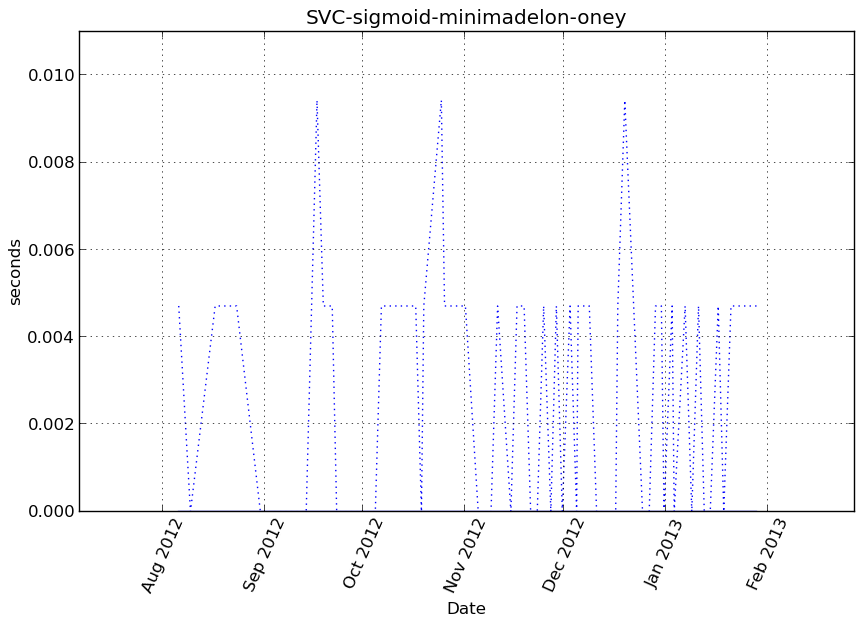 SVC-sigmoid-minimadelon-oney
0.010
0.008
0.006
0.004
0.002
0.000
seconds
Aug 2012
Sep 2012
Oct 2012
Nov 2012
Dec 2012
Jan 2013
Feb 2013
Date